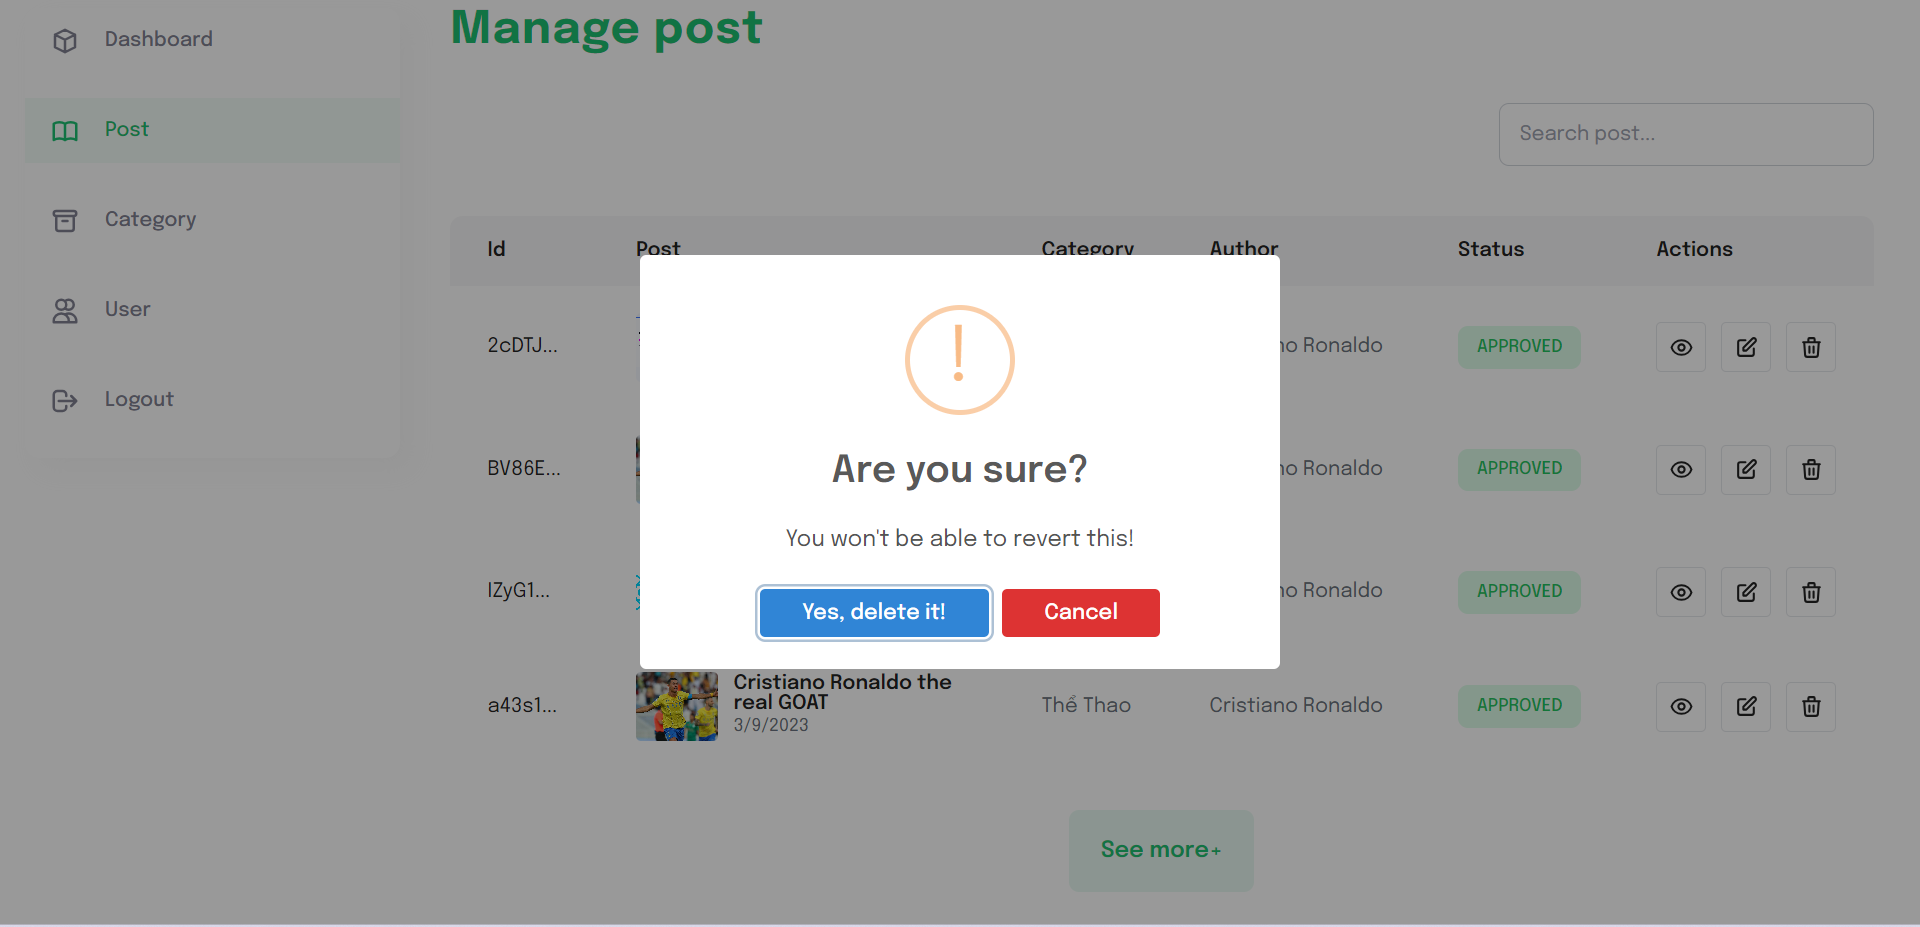 Manage post
Dashboard
Post
Category
User
Logout
Search post...
Id Post Category Author Status Actions
2cDTJ... Ronaldo APPROVED
BV86E... Ronaldo APPROVED
Are you sure?
You won't be able to revert this!
Yes, delete it! Cancel
Ronaldo APPROVED
a43s1... Cristiano Ronaldo the
real GOAT
3/9/2023
Thể Thao Cristiano Ronaldo APPROVED
See more+